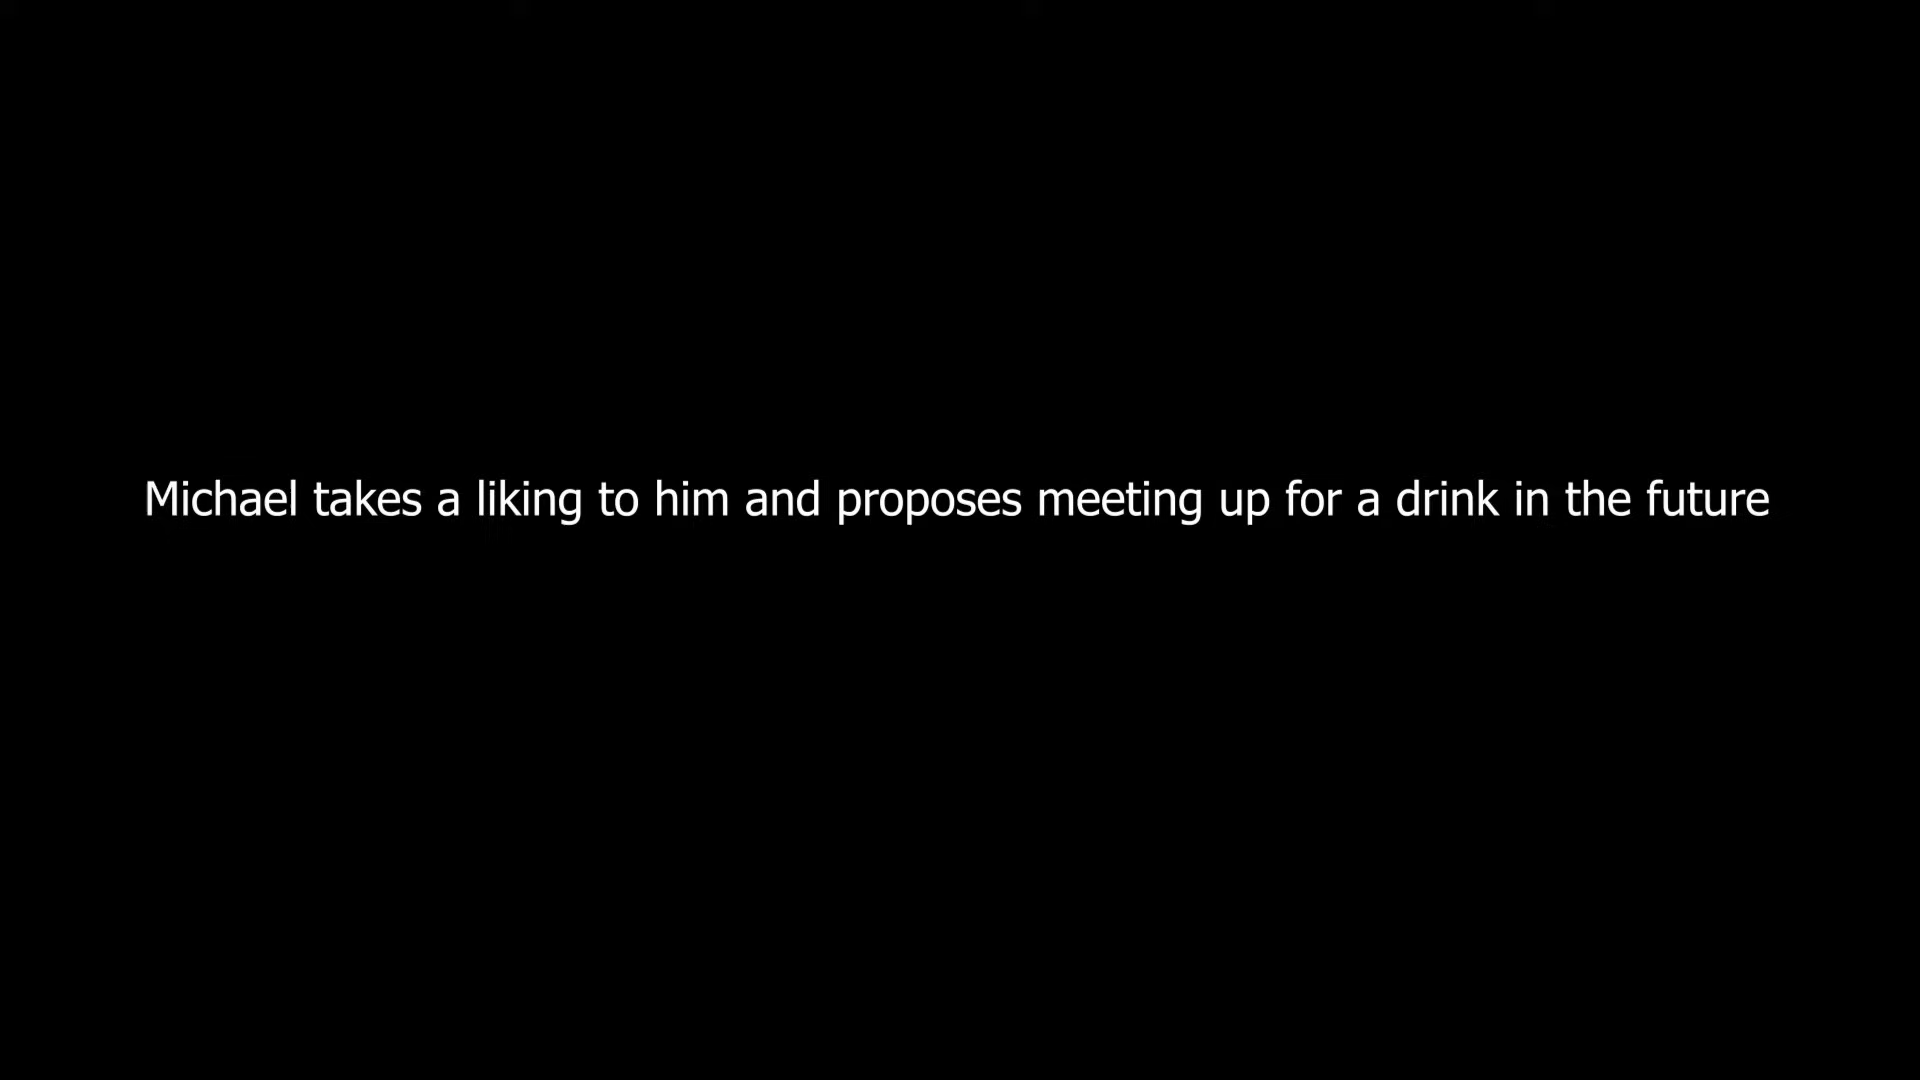 Michael takes a liking to him and proposes meeting up for a drink in the future